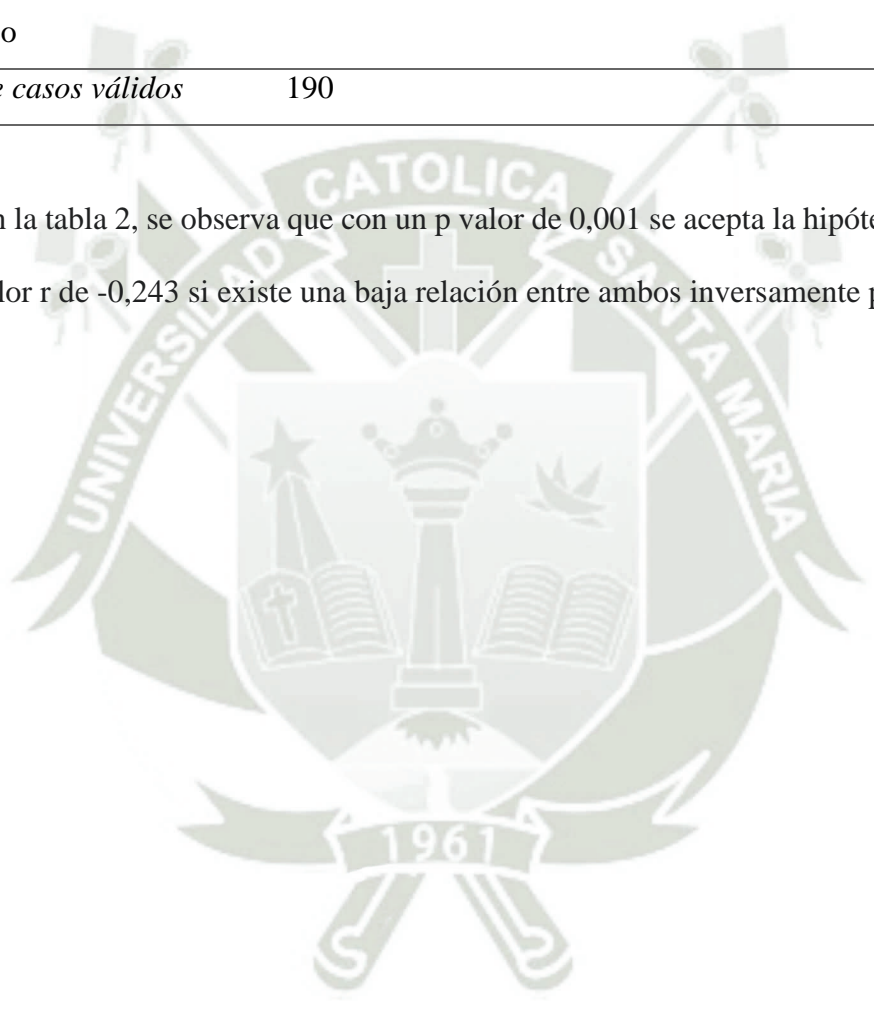 o
e casos válidos 190
n la tabla 2, se observa que con un p valor de 0,001 se acepta la hipóte
lor r de -0,243 si existe una baja relación entre ambos inversamente p
UNIVERSIDAD CATOLICA SANTA MARIA
1961